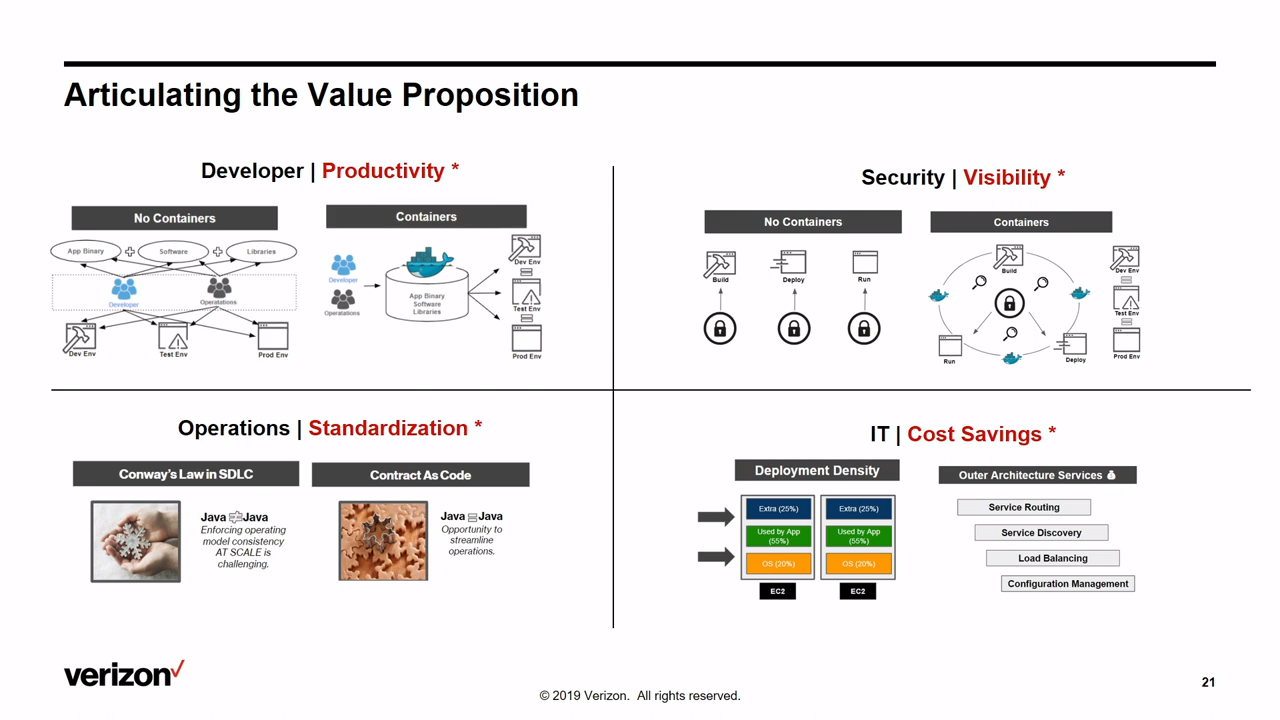 Articulating the Value Proposition
Developer | Productivity *
No Containers
App Binary
Software
Libraries
Developer
Operatations
Dev Env
Test Env
Prod Env
Containers
Developer
Operatations
App Binary
Software
Libraries
Dev Env
Test Env
Prod Env
Security | Visibility *
No Containers
Build
Deploy
Run
Containers
Build
Run
Deploy
Dev Env
Test Env
Prod Env
Operations | Standardization *
Conway's Law in SDLC
Java Java
Enforcing operating
model consistency
AT SCALE is
challenging.
Contract As Code
Java Java
Opportunity to
streamline
operations.
IT | Cost Savings *
Deployment Density
Extra (25%)
Used by App
(55%)
OS (20%)
EC2
Extra (25%)
Used by App
(55%)
OS (20%)
EC2
Outer Architecture Services
Service Routing
Service Discovery
Load Balancing
Configuration Management
verizon
© 2019 Verizon. All rights reserved.
21